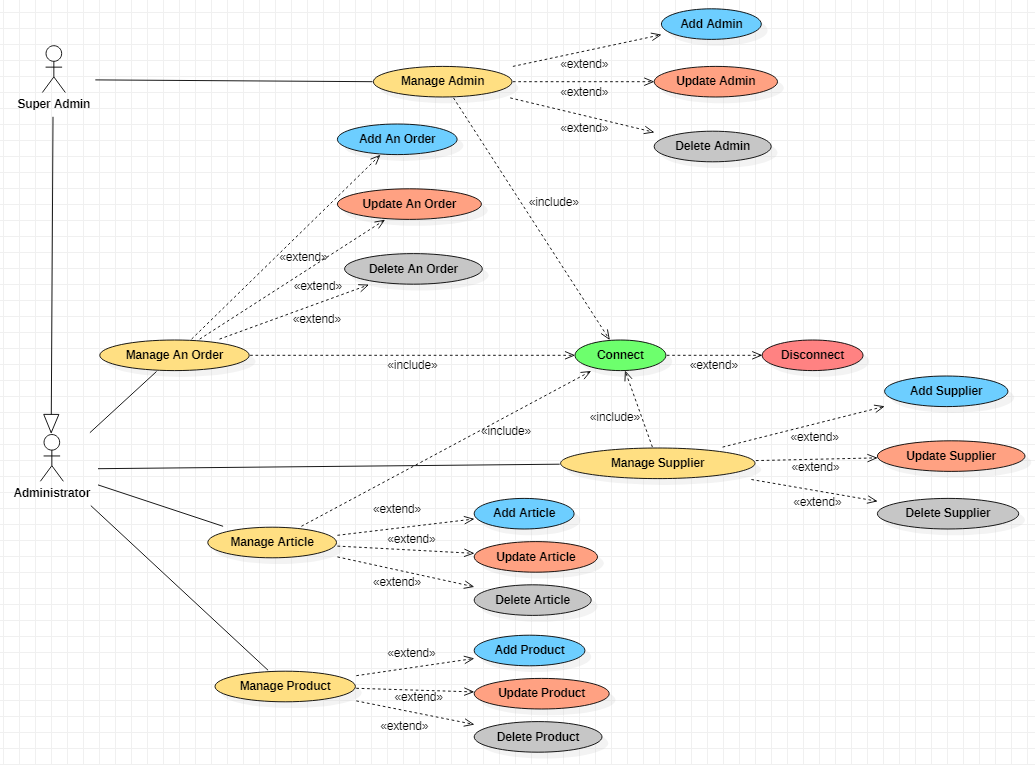 Add Admin
«extend»
Super Admin
Manage Admin
Update Admin
«extend»
«extend»
Add An Order
Delete Admin
«include»
Update An Order
«extend»
Delete An Order
«extend»
«extend»
Manage An Order
«include»
Connect
«extend»
Disconnect
Add Supplier
«include»
«include»
«extend»
Administrator
Manage Supplier
Update Supplier
«extend»
«extend»
Delete Supplier
«extend»
Add Article
Manage Article
«extend»
Update Article
«extend»
Delete Article
«extend»
Add Product
Manage Product
«extend»
Update Product
«extend»
Delete Product